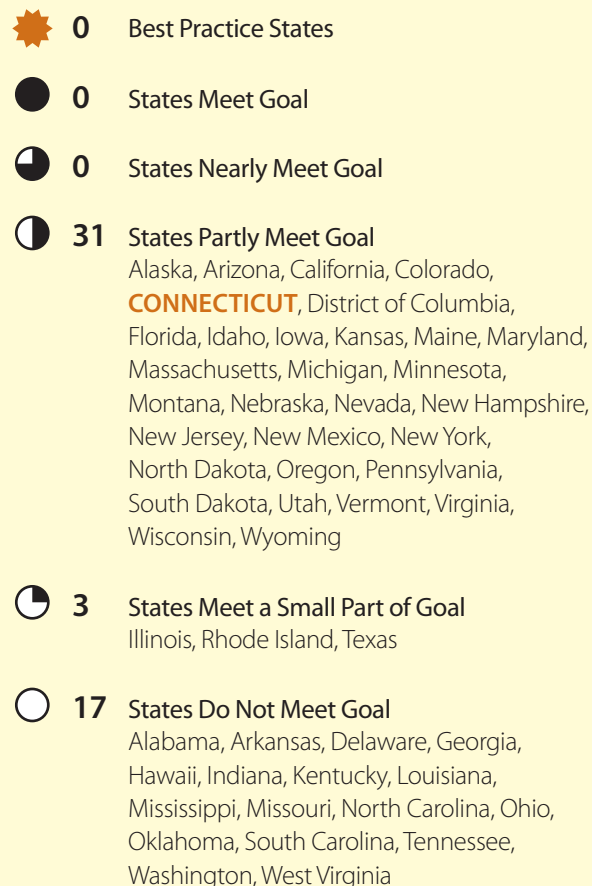 0 Best Practice States
0 States Meet Goal
0 States Nearly Meet Goal
31 States Partly Meet Goal
Alaska, Arizona, California, Colorado,
CONNECTICUT, District of Columbia,
Florida, Idaho, Iowa, Kansas, Maine, Maryland,
Massachusetts, Michigan, Minnesota,
Montana, Nebraska, Nevada, New Hampshire,
New Jersey, New Mexico, New York,
North Dakota, Oregon, Pennsylvania,
South Dakota, Utah, Vermont, Virginia,
Wisconsin, Wyoming
3 States Meet a Small Part of Goal
Illinois, Rhode Island, Texas
17 States Do Not Meet Goal
Alabama, Arkansas, Delaware, Georgia,
Hawaii, Indiana, Kentucky, Louisiana,
Mississippi, Missouri, North Carolina, Ohio,
Oklahoma, South Carolina, Tennessee,
Washington, West Virginia